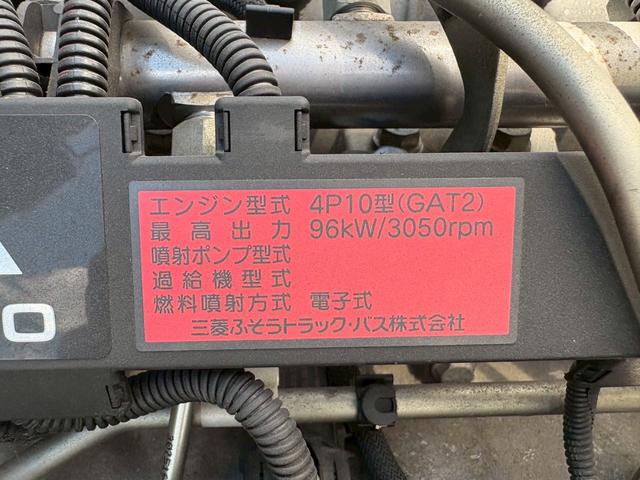 エンジン型式 4P10型(GAT2)
最高出力 96kW/3050rpm
噴射ポンプ型式
過給機型式
燃料噴射方式 電子式
三菱ふそうトラック・バス株式会社